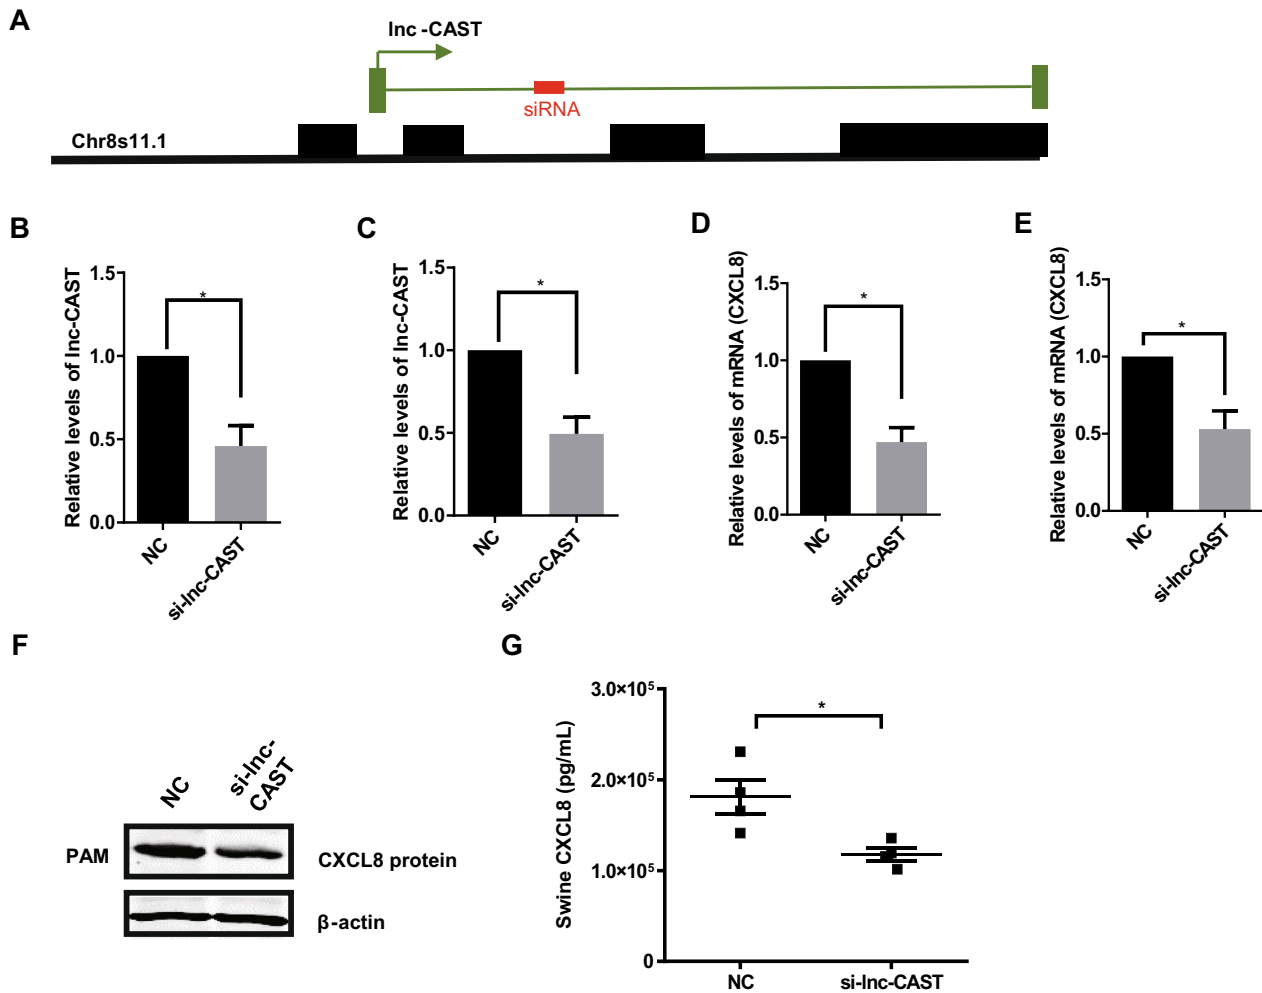 A
lnc -CAST
siRNA
Chr8s11.1
B
Relative levels of lnc-CAST
1.5
1.0
0.5
0.0
*
NC
si-lnc-CAST
C
Relative levels of lnc-CAST
1.5
1.0
0.5
0.0
*
NC
si-lnc-CAST
D
Relative levels of mRNA (CXCL8)
1.5
1.0
0.5
0.0
*
NC
si-lnc-CAST
E
Relative levels of mRNA (CXCL8)
1.5
1.0
0.5
0.0
*
NC
si-lnc-CAST
F
NC
si-lnc-
CAST
PAM
CXCL8 protein
β-actin
G
Swine CXCL8 (pg/mL)
3.0×10⁵
2.0×10⁵
1.0×10⁵
0
*
NC
si-lnc-CAST